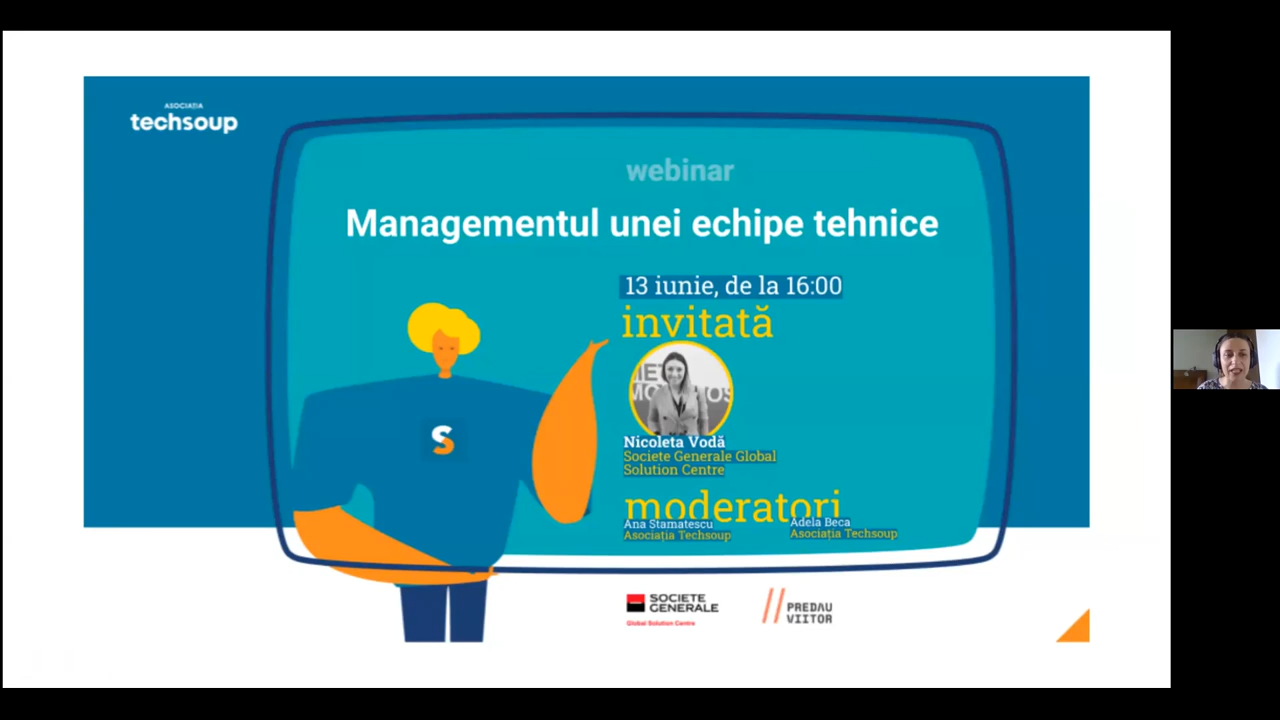 ASOCIAȚIA
techsoup
webinar
Managementul unei echipe tehnice
13 iunie, de la 16:00
invitată
Nicoleta Vodă
Societe Generale Global
Solution Centre
moderatori
Ana Stamatescu
Asociația Techsoup
Adela Beca
Asociația Techsoup
S
SOCIETE
GENERALE
Global Solution Centre
PREDAU
VIITOR